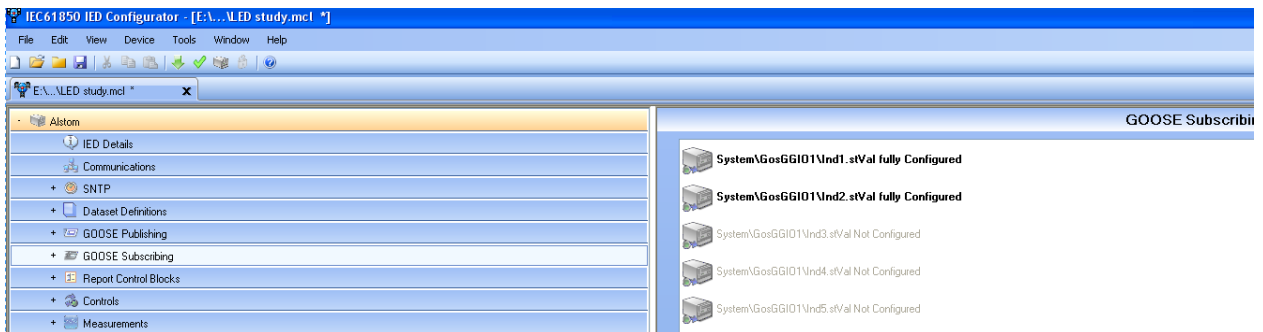 IEC61850 IED Configurator - [E:\...\LED study.mcl *]
File Edit View Device Tools Window Help
E:\...\LED study.mcl * X
- Alstom
IED Details
Communications
+ SNTP
+ Dataset Definitions
+ GOOSE Publishing
+ GOOSE Subscribing
+ Report Control Blocks
+ Controls
+ Measurements
GOOSE Subscribin
System\GosGGIO1\Ind1.stVal fully Configured
System\GosGGIO1\Ind2.stVal fully Configured
System\GosGGIO1\Ind3.stVal Not Configured
System\GosGGIO1\Ind4.stVal Not Configured
System\GosGGIO1\Ind5.stVal Not Configured